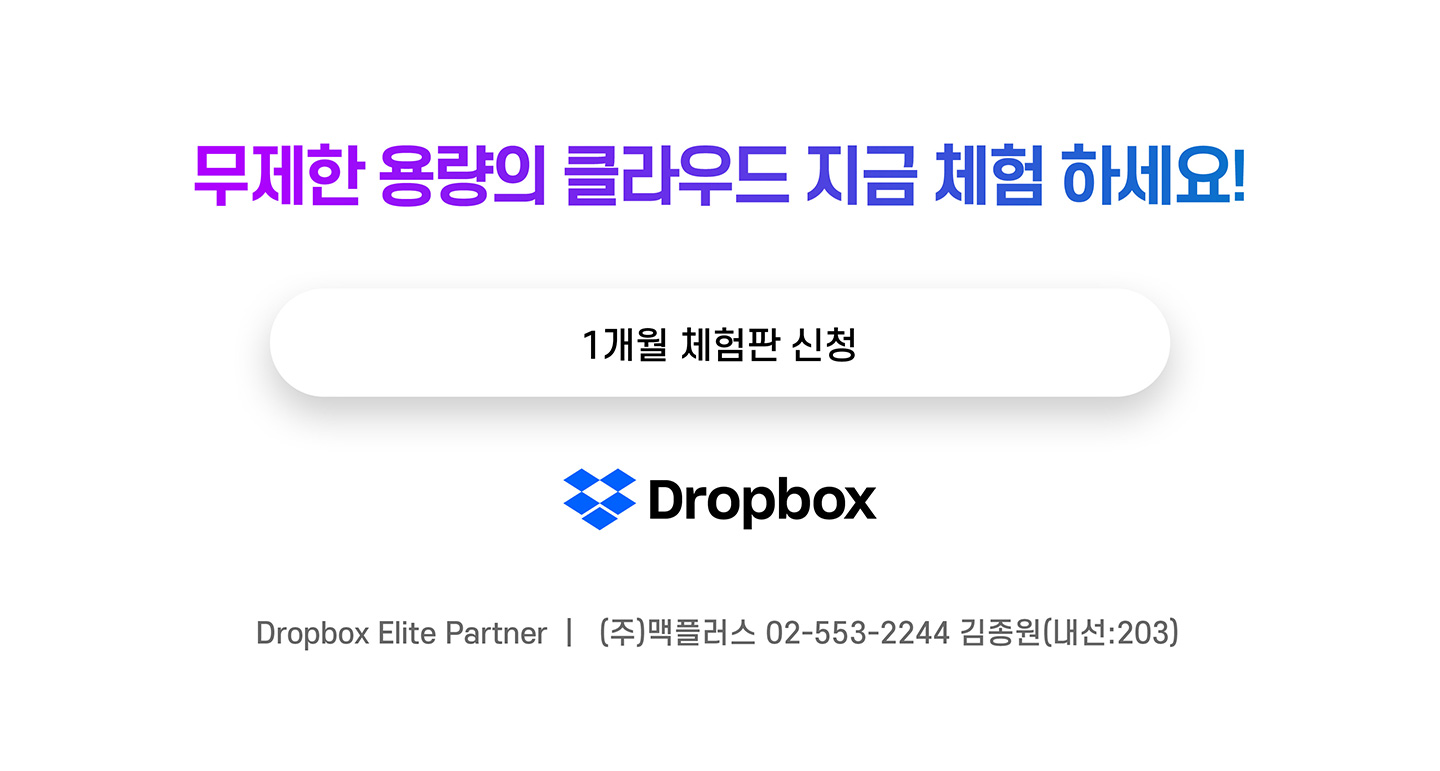 무제한 용량의 클라우드 지금 체험 하세요!
1개월 체험판 신청
Dropbox
Dropbox Elite Partner | (주)맥플러스 02-553-2244 김종원(내선:203)